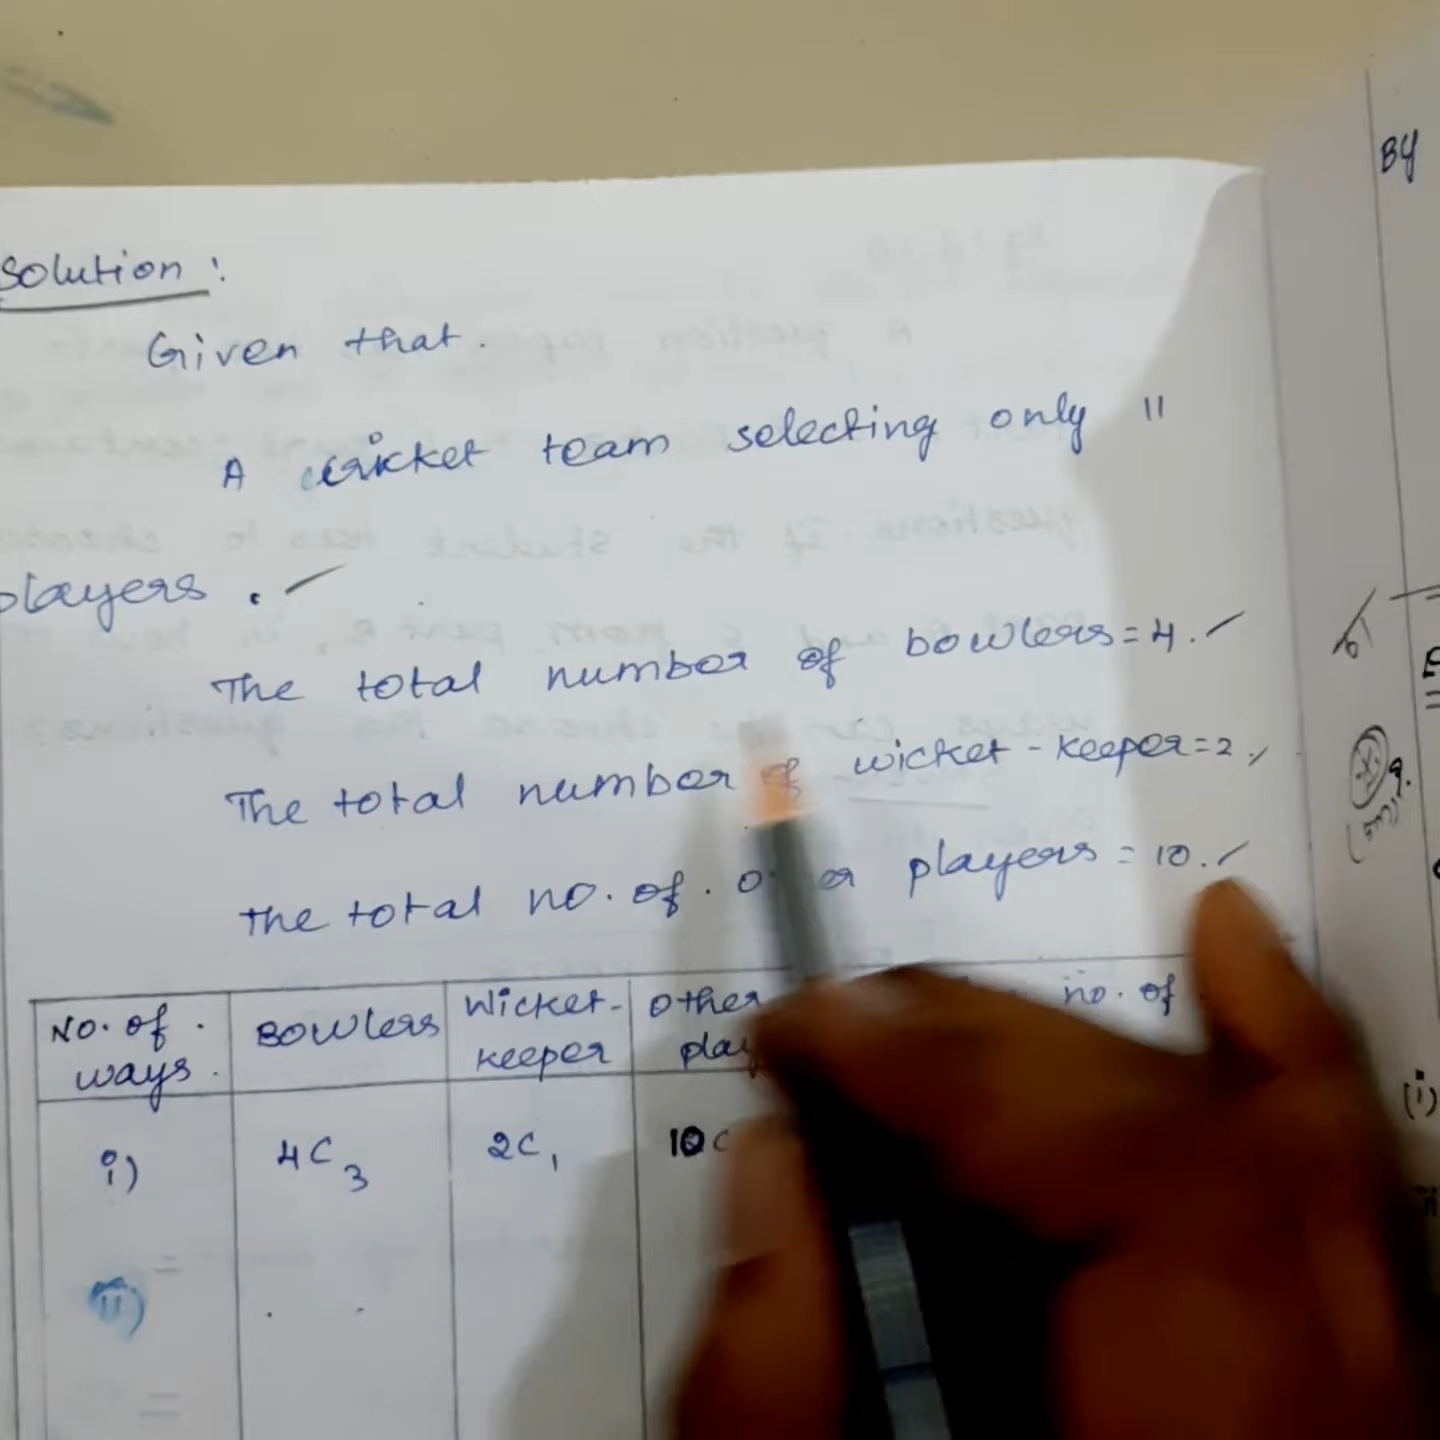 Solution :
Given that.
A cricket team selecting only 11
players .
The total number of bowlers = 4.
The total number of wicket - keeper = 2.
The total no. of. players = 10.
No. of. ways. Bowlers Wicket-keeper Other no. of
i) 4C3 2C1 10C
ii)
BY
(i)